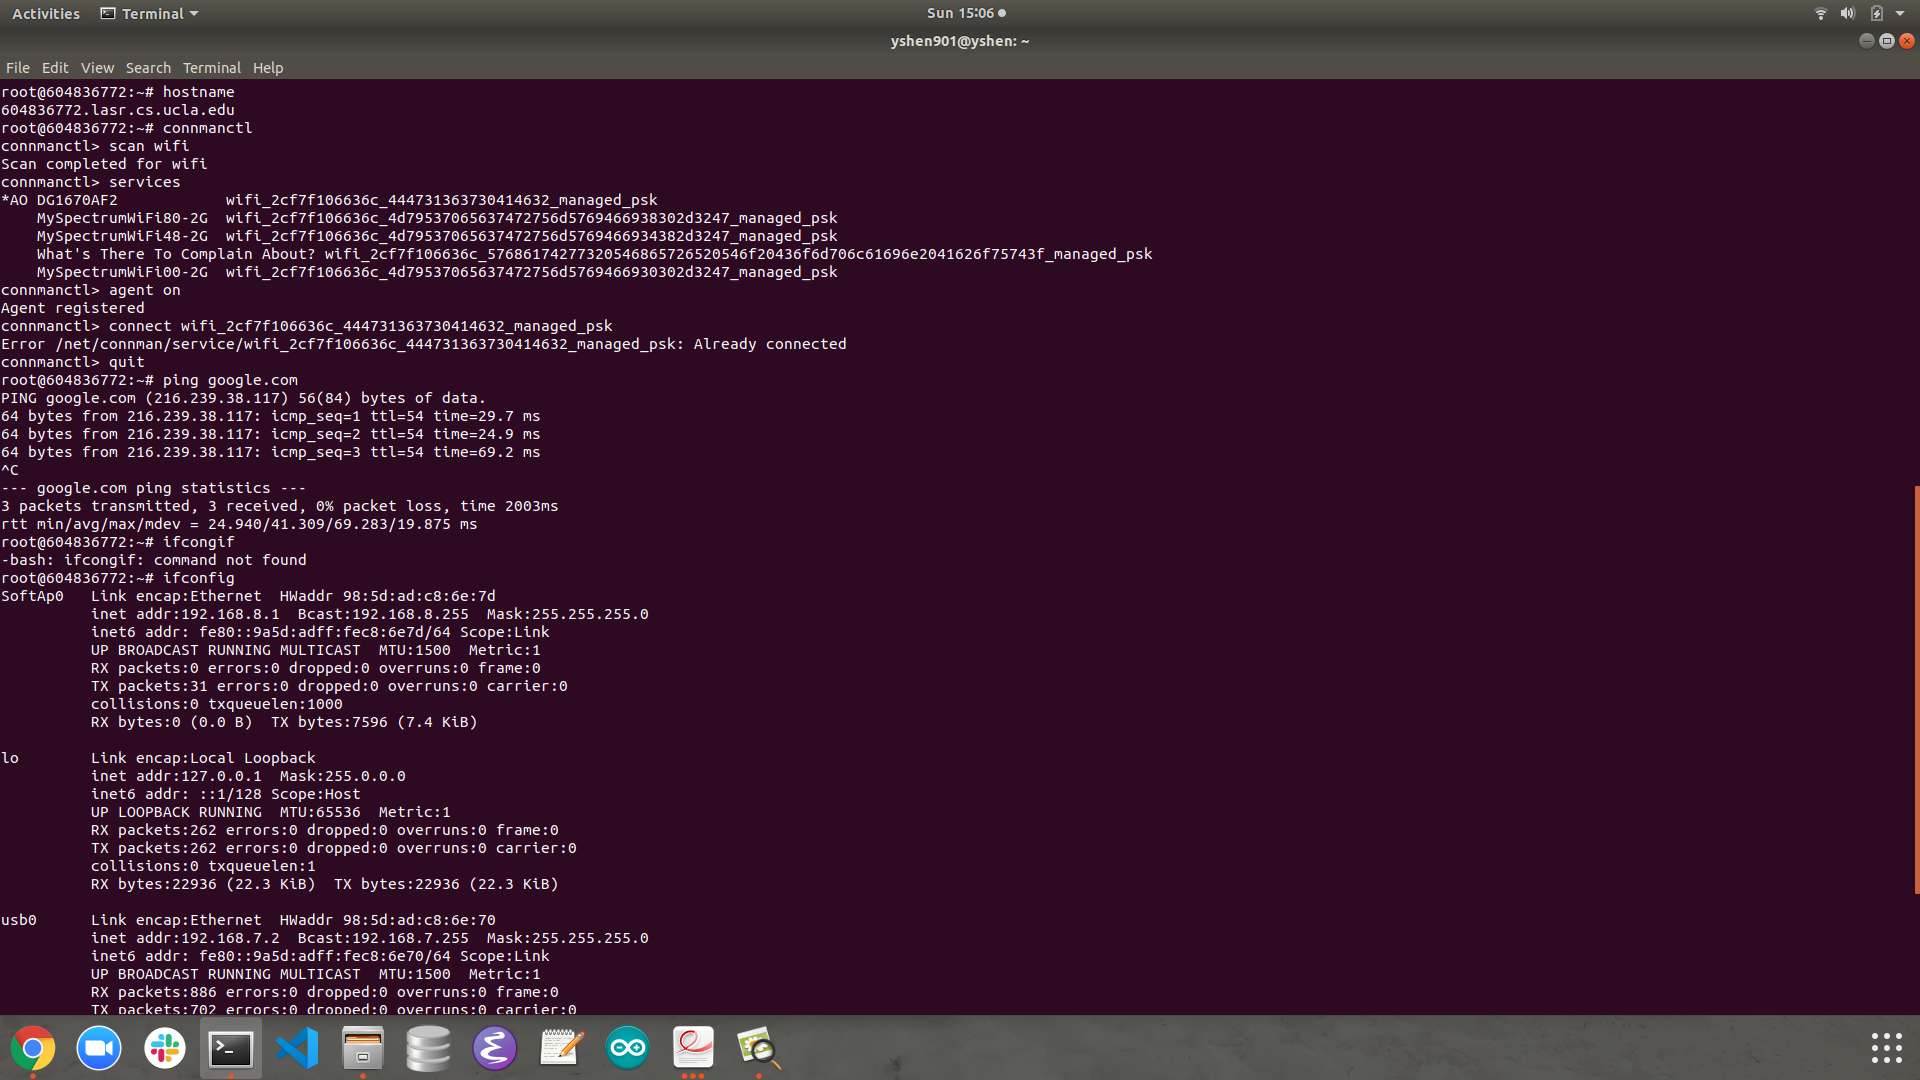 Activities Terminal Sun 15:06
yshen901@yshen: ~
File Edit View Search Terminal Help
root@604836772:~# hostname
604836772.lasr.cs.ucla.edu
root@604836772:~# connmanctl
connmanctl> scan wifi
Scan completed for wifi
connmanctl> services
*AO DG1670AF2            wifi_2cf7f106636c_444731363730414632_managed_psk
    MySpectrumWiFi80-2G  wifi_2cf7f106636c_4d79537065637472756d5769466938302d3247_managed_psk
    MySpectrumWiFi48-2G  wifi_2cf7f106636c_4d79537065637472756d5769466934382d3247_managed_psk
    What's There To Complain About? wifi_2cf7f106636c_576861742773205468657265 20546f20436f6d706c61696e2041626f75743f_managed_psk
    MySpectrumWiFi00-2G  wifi_2cf7f106636c_4d79537065637472756d5769466930302d3247_managed_psk
connmanctl> agent on
Agent registered
connmanctl> connect wifi_2cf7f106636c_444731363730414632_managed_psk
Error /net/connman/service/wifi_2cf7f106636c_444731363730414632_managed_psk: Already connected
connmanctl> quit
root@604836772:~# ping google.com
PING google.com (216.239.38.117) 56(84) bytes of data.
64 bytes from 216.239.38.117: icmp_seq=1 ttl=54 time=29.7 ms
64 bytes from 216.239.38.117: icmp_seq=2 ttl=54 time=24.9 ms
64 bytes from 216.239.38.117: icmp_seq=3 ttl=54 time=69.2 ms
^C
--- google.com ping statistics ---
3 packets transmitted, 3 received, 0% packet loss, time 2003ms
rtt min/avg/max/mdev = 24.940/41.309/69.283/19.875 ms
root@604836772:~# ifcongif
-bash: ifcongif: command not found
root@604836772:~# ifconfig
SoftAp0   Link encap:Ethernet  HWaddr 98:5d:ad:c8:6e:7d
          inet addr:192.168.8.1  Bcast:192.168.8.255  Mask:255.255.255.0
          inet6 addr: fe80::9a5d:adff:fec8:6e7d/64 Scope:Link
          UP BROADCAST RUNNING MULTICAST  MTU:1500  Metric:1
          RX packets:0 errors:0 dropped:0 overruns:0 frame:0
          TX packets:31 errors:0 dropped:0 overruns:0 carrier:0
          collisions:0 txqueuelen:1000
          RX bytes:0 (0.0 B)  TX bytes:7596 (7.4 KiB)
lo        Link encap:Local Loopback
          inet addr:127.0.0.1  Mask:255.0.0.0
          inet6 addr: ::1/128 Scope:Host
          UP LOOPBACK RUNNING  MTU:65536  Metric:1
          RX packets:262 errors:0 dropped:0 overruns:0 frame:0
          TX packets:262 errors:0 dropped:0 overruns:0 carrier:0
          collisions:0 txqueuelen:1
          RX bytes:22936 (22.3 KiB)  TX bytes:22936 (22.3 KiB)
usb0      Link encap:Ethernet  HWaddr 98:5d:ad:c8:6e:70
          inet addr:192.168.7.2  Bcast:192.168.7.255  Mask:255.255.255.0
          inet6 addr: fe80::9a5d:adff:fec8:6e70/64 Scope:Link
          UP BROADCAST RUNNING MULTICAST  MTU:1500  Metric:1
          RX packets:886 errors:0 dropped:0 overruns:0 frame:0
          TX packets:702 errors:0 dropped:0 overruns:0 carrier:0